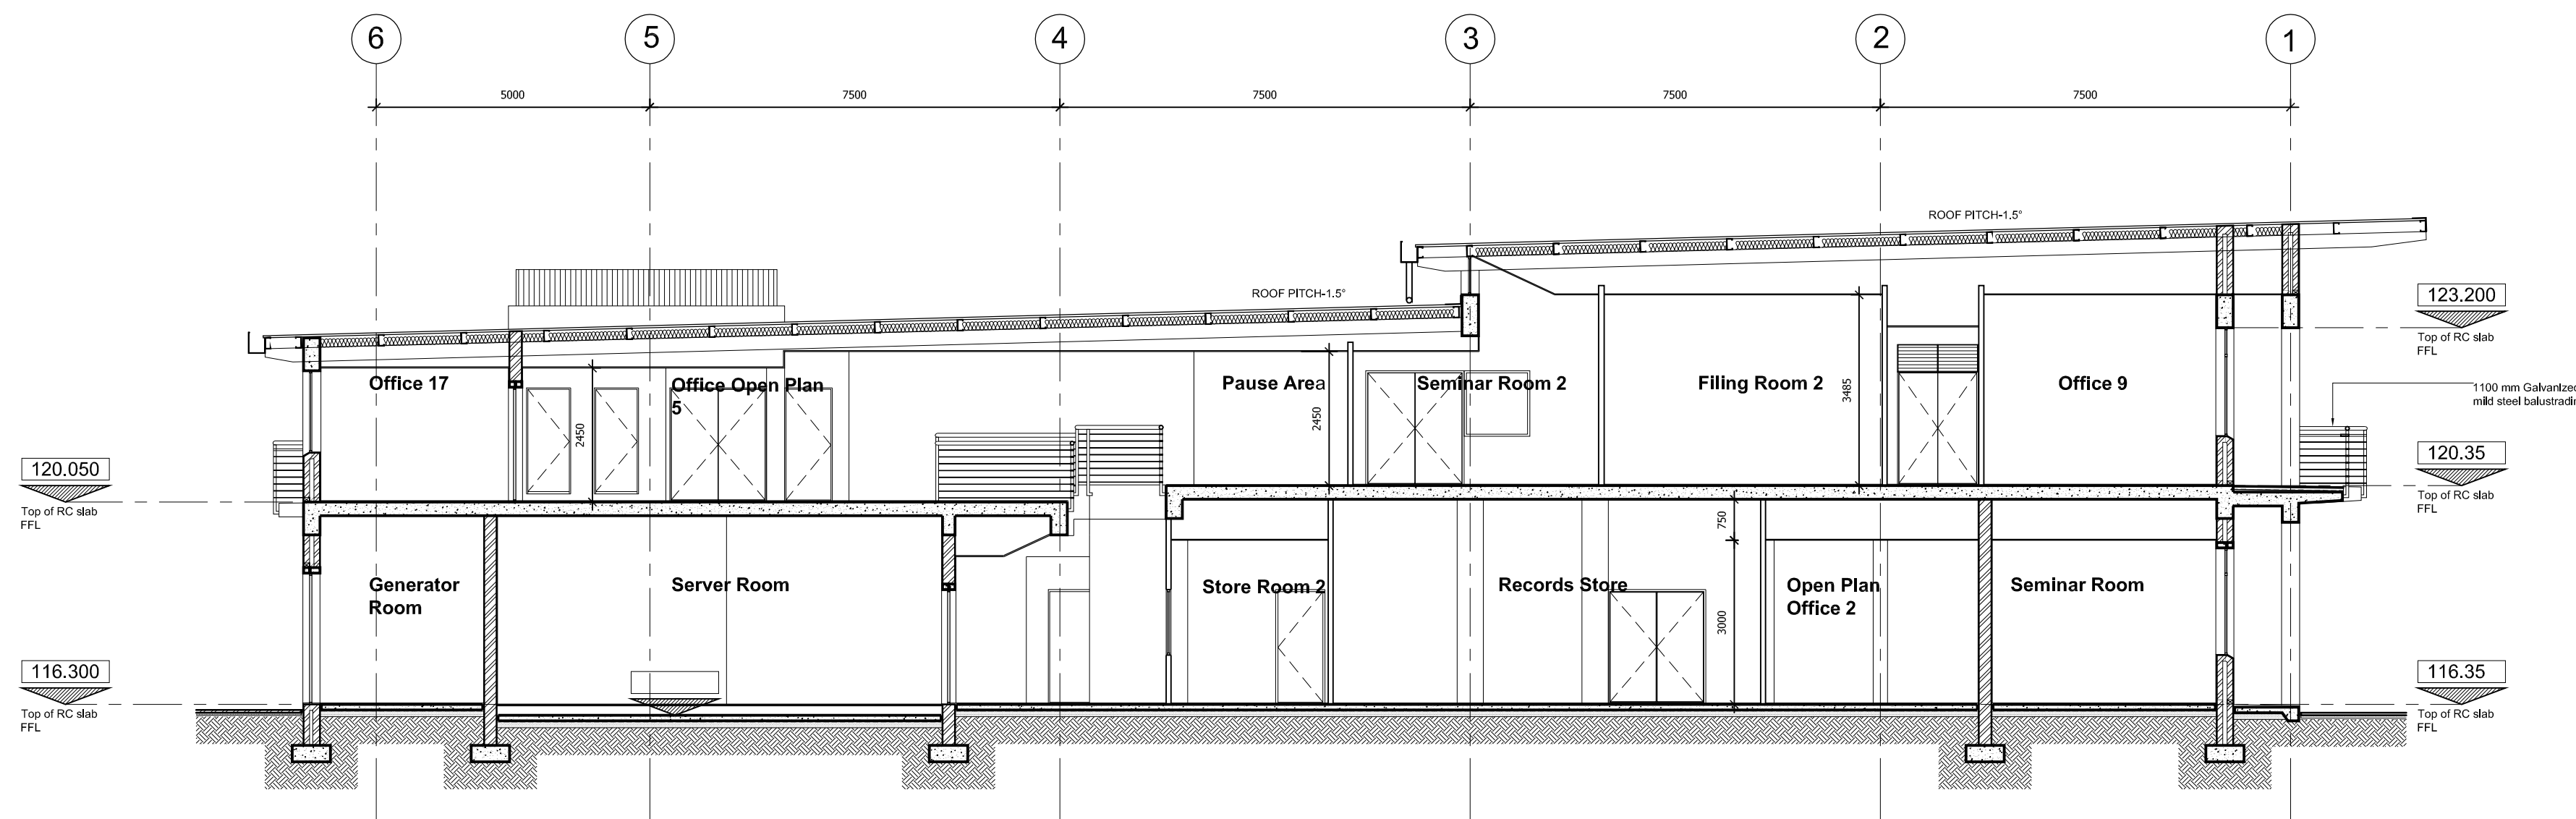 6
5
4
3
2
1
5000
7500
7500
7500
7500
ROOF PITCH-1.5°
ROOF PITCH-1.5°
123.200
Top of RC slab
FFL
Office 17
Office Open Plan
5
Pause Area
Seminar Room 2
Filing Room 2
Office 9
1100 mm Galvanized
mild steel balustradin
2450
2450
3485
120.050
Top of RC slab
FFL
120.35
Top of RC slab
FFL
750
Generator
Room
Server Room
Store Room 2
Records Store
Open Plan
Office 2
Seminar Room
3000
116.300
Top of RC slab
FFL
116.35
Top of RC slab
FFL